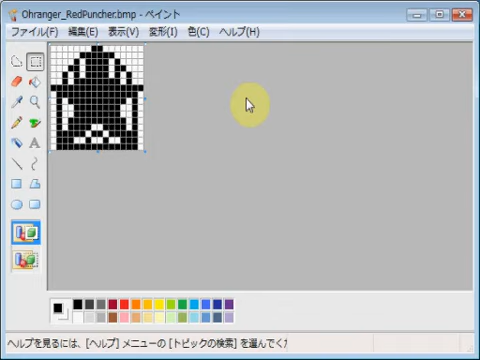 Ohranger_RedPuncher.bmp - ペイント
ファイル(F) 編集(E) 表示(V) 変形(I) 色(C) ヘルプ(H)
A
ヘルプを見るには、[ヘルプ] メニューの [トピックの検索] を選んでくだ